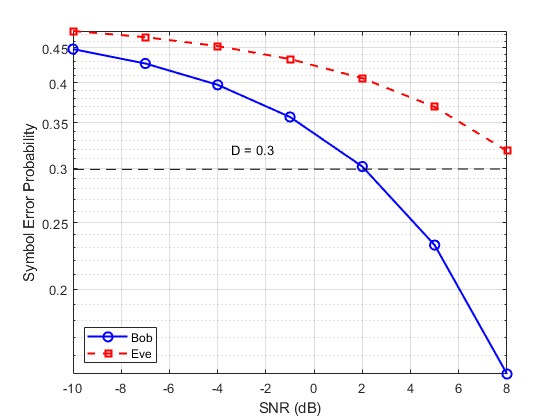 0.45
0.4
0.35
D = 0.3
0.3
0.25
0.2
Symbol Error Probability
Bob
Eve
-10 -8 -6 -4 -2 0 2 4 6 8
SNR (dB)